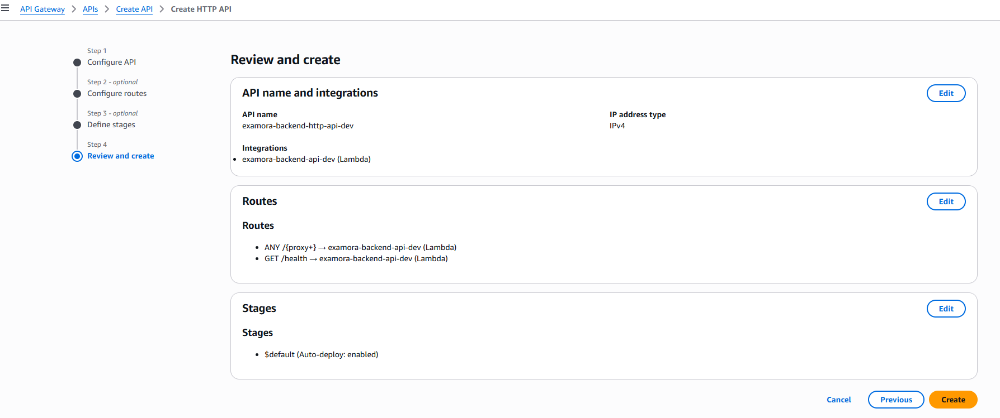 API Gateway > APIs > Create API > Create HTTP API
Step 1
Configure API
Step 2 - optional
Configure routes
Step 3 - optional
Define stages
Step 4
Review and create
Review and create
API name and integrations
Edit
API name
IP address type
examora-backend-http-api-dev
IPv4
Integrations
• examora-backend-api-dev (Lambda)
Routes
Edit
Routes
• ANY /{proxy+} → examora-backend-api-dev (Lambda)
• GET /health → examora-backend-api-dev (Lambda)
Stages
Edit
Stages
• $default (Auto-deploy: enabled)
Cancel
Previous
Create